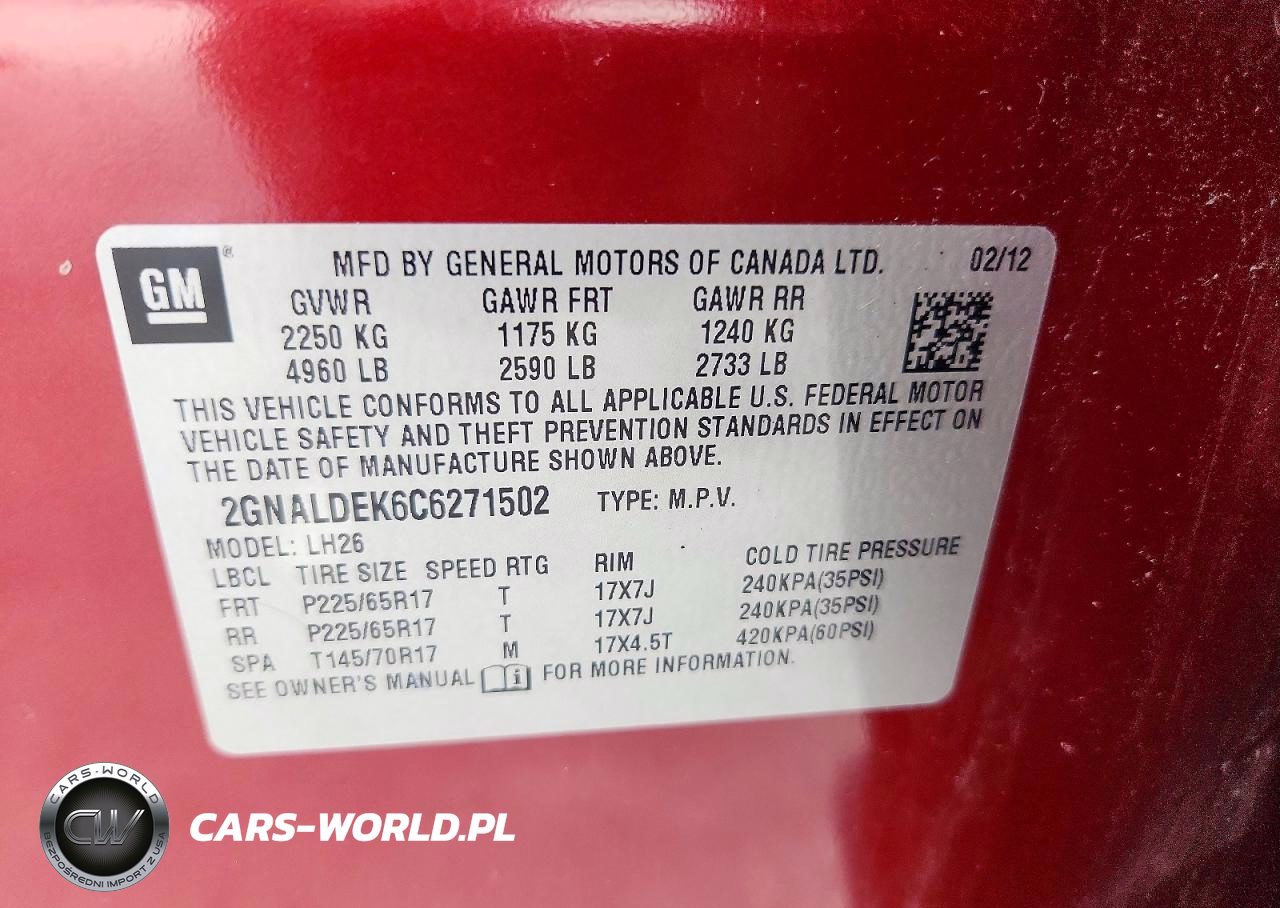 GM ®
MFD BY GENERAL MOTORS OF CANADA LTD. 02/12
GVWR GAWR FRT GAWR RR
2250 KG 1175 KG 1240 KG
4960 LB 2590 LB 2733 LB
THIS VEHICLE CONFORMS TO ALL APPLICABLE U.S. FEDERAL MOTOR
VEHICLE SAFETY AND THEFT PREVENTION STANDARDS IN EFFECT ON
THE DATE OF MANUFACTURE SHOWN ABOVE.
2GNALDEK6C6271502 TYPE: M.P.V.
MODEL: LH26
LBCL TIRE SIZE SPEED RTG RIM COLD TIRE PRESSURE
FRT P225/65R17 T 17X7J 240KPA(35PSI)
RR P225/65R17 T 17X7J 240KPA(35PSI)
SPA T145/70R17 M 17X4.5T 420KPA(60PSI)
SEE OWNER'S MANUAL i FOR MORE INFORMATION.
CARS-WORLD
CW
BEZPOŚREDNI IMPORT Z USA
CARS-WORLD.PL